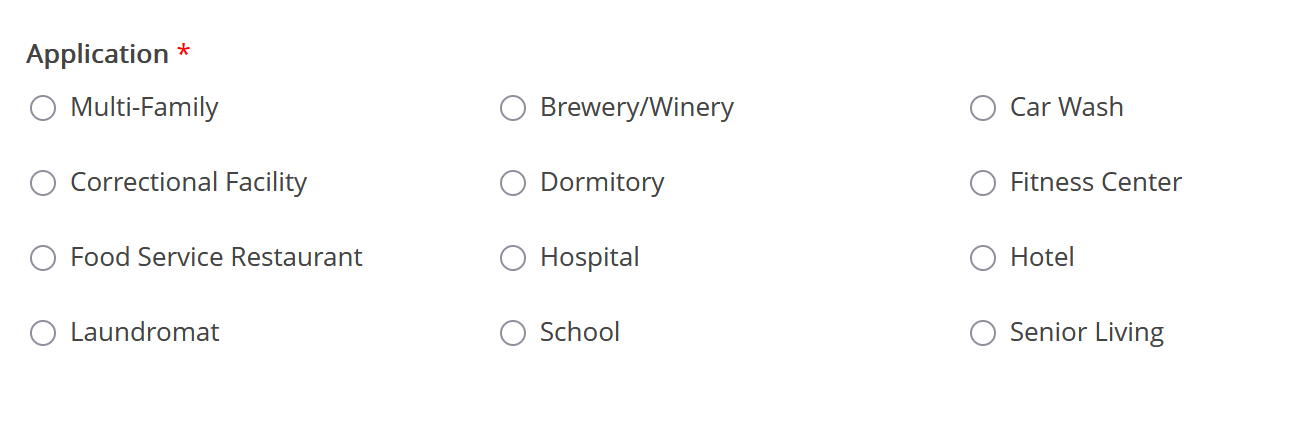 Application *
Multi-Family
Brewery/Winery
Car Wash
Correctional Facility
Dormitory
Fitness Center
Food Service Restaurant
Hospital
Hotel
Laundromat
School
Senior Living